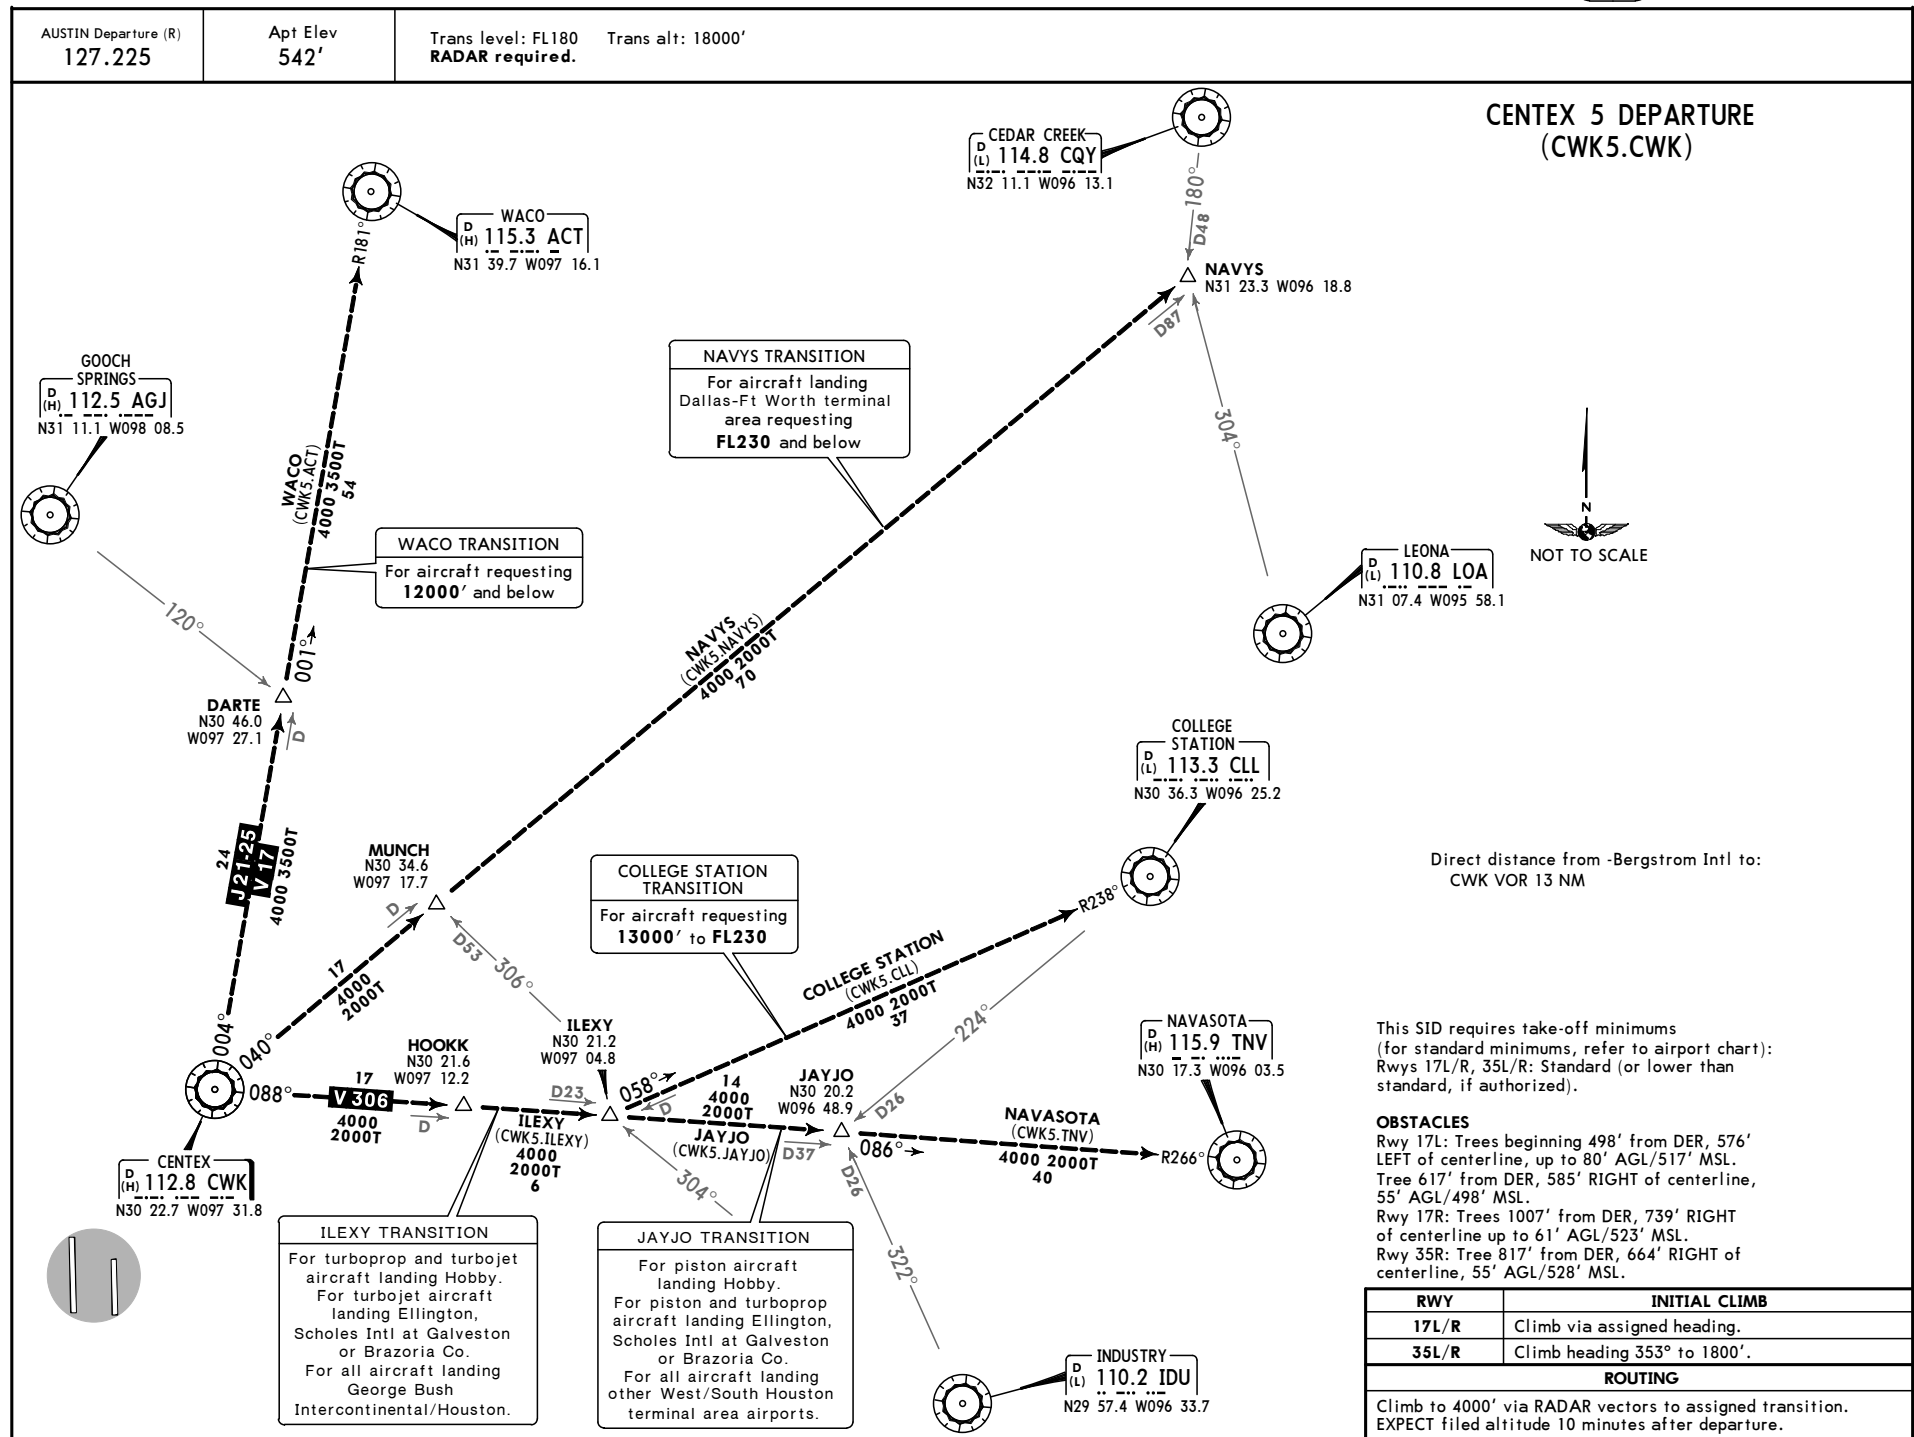 AUSTIN Departure (R)
127.225
Apt Elev
542'
Trans level: FL180 Trans alt: 18000'
RADAR required.
CENTEX 5 DEPARTURE
(CWK5.CWK)
CEDAR CREEK
D
(L) 114.8 CQY
N32 11.1 W096 13.1
180°
D48
NAVYS
N31 23.3 W096 18.8
D87
304°
WACO
D
(H) 115.3 ACT
N31 39.7 W097 16.1
R181°
GOOCH
SPRINGS
D
(H) 112.5 AGJ
N31 11.1 W098 08.5
120°
WACO
(CWK5.ACT)
4000 3500T
54
WACO TRANSITION
For aircraft requesting
12000' and below
NAVYS TRANSITION
For aircraft landing
Dallas-Ft Worth terminal
area requesting
FL230 and below
N
NOT TO SCALE
LEONA
D
(L) 110.8 LOA
N31 07.4 W095 58.1
NAVYS
(CWK5.NAVYS)
4000 2000T
70
001°
DARTE
N30 46.0
W097 27.1
D
COLLEGE
STATION
D
(L) 113.3 CLL
N30 36.3 W096 25.2
24
J21-25
V 17
4000 3500T
MUNCH
N30 34.6
W097 17.7
D
D53
306°
17
4000
2000T
COLLEGE STATION
TRANSITION
For aircraft requesting
13000' to FL230
R238°
COLLEGE STATION
(CWK5.CLL)
4000 2000T
37
224°
D26
Direct distance from -Bergstrom Intl to:
CWK VOR 13 NM
004°
040°
088°
17
V 306
4000
2000T
HOOKK
N30 21.6
W097 12.2
D
ILEXY
N30 21.2
W097 04.8
D23
ILEXY
(CWK5.ILEXY)
4000
2000T
6
058°
D
14
4000
2000T
JAYJO
(CWK5.JAYJO)
JAYJO
N30 20.2
W096 48.9
D37
304°
086°
NAVASOTA
(CWK5.TNV)
4000 2000T
40
R266°
NAVASOTA
D
(H) 115.9 TNV
N30 17.3 W096 03.5
D26
322°
CENTEX
D
(H) 112.8 CWK
N30 22.7 W097 31.8
ILEXY TRANSITION
For turboprop and turbojet
aircraft landing Hobby.
For turbojet aircraft
landing Ellington,
Scholes Intl at Galveston
or Brazoria Co.
For all aircraft landing
George Bush
Intercontinental/Houston.
JAYJO TRANSITION
For piston aircraft
landing Hobby.
For piston and turboprop
aircraft landing Ellington,
Scholes Intl at Galveston
or Brazoria Co.
For all aircraft landing
other West/South Houston
terminal area airports.
INDUSTRY
D
(L) 110.2 IDU
N29 57.4 W096 33.7
This SID requires take-off minimums
(for standard minimums, refer to airport chart):
Rwys 17L/R, 35L/R: Standard (or lower than
standard, if authorized).
OBSTACLES
Rwy 17L: Trees beginning 498' from DER, 576'
LEFT of centerline, up to 80' AGL/517' MSL.
Tree 617' from DER, 585' RIGHT of centerline,
55' AGL/498' MSL.
Rwy 17R: Trees 1007' from DER, 739' RIGHT
of centerline up to 61' AGL/523' MSL.
Rwy 35R: Tree 817' from DER, 664' RIGHT of
centerline, 55' AGL/528' MSL.
RWY INITIAL CLIMB
17L/R Climb via assigned heading.
35L/R Climb heading 353° to 1800'.
ROUTING
Climb to 4000' via RADAR vectors to assigned transition.
EXPECT filed altitude 10 minutes after departure.